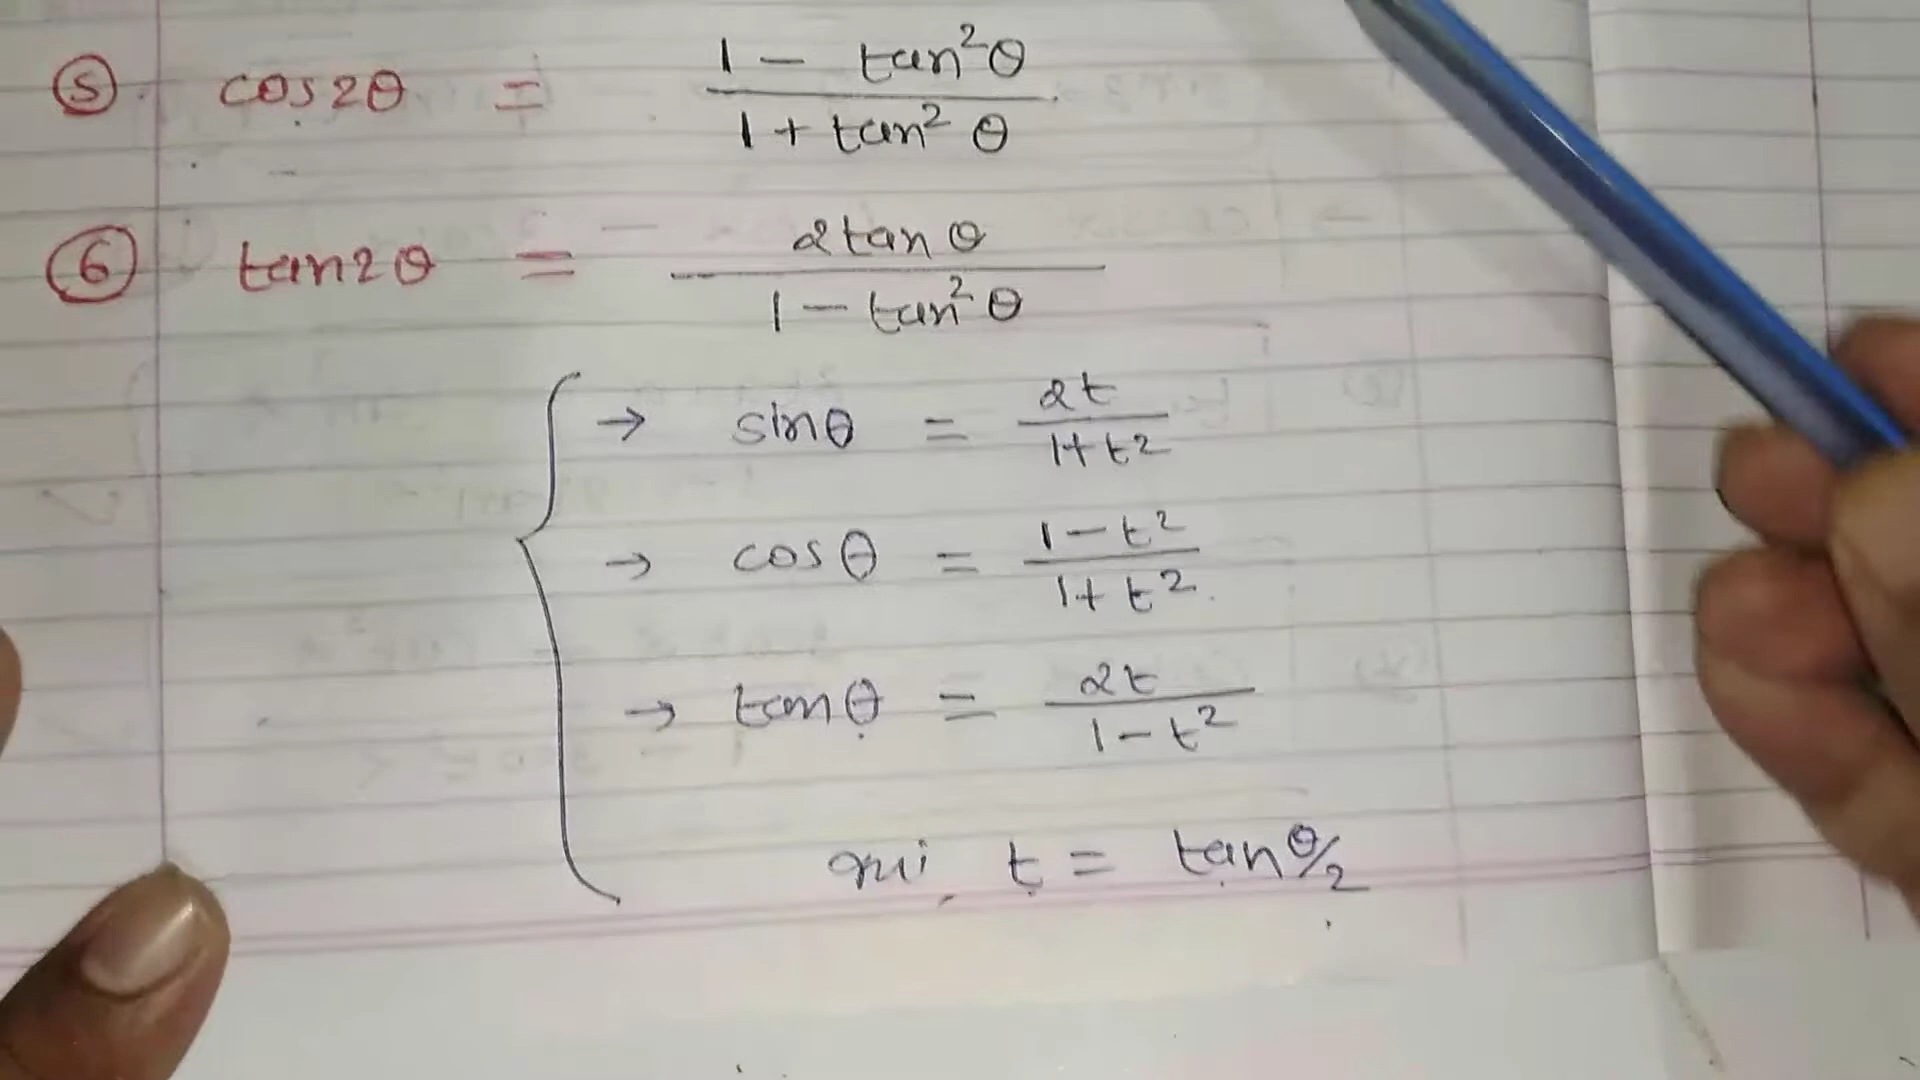 ⑤ cos2θ = (1 - tan²θ)/(1 + tan²θ)
⑥ tan2θ = (2tanθ)/(1 - tan²θ)
→ sinθ = 2t/(1+t²)
→ cosθ = (1-t²)/(1+t²)
→ tanθ = 2t/(1-t²)
t = tan θ/2